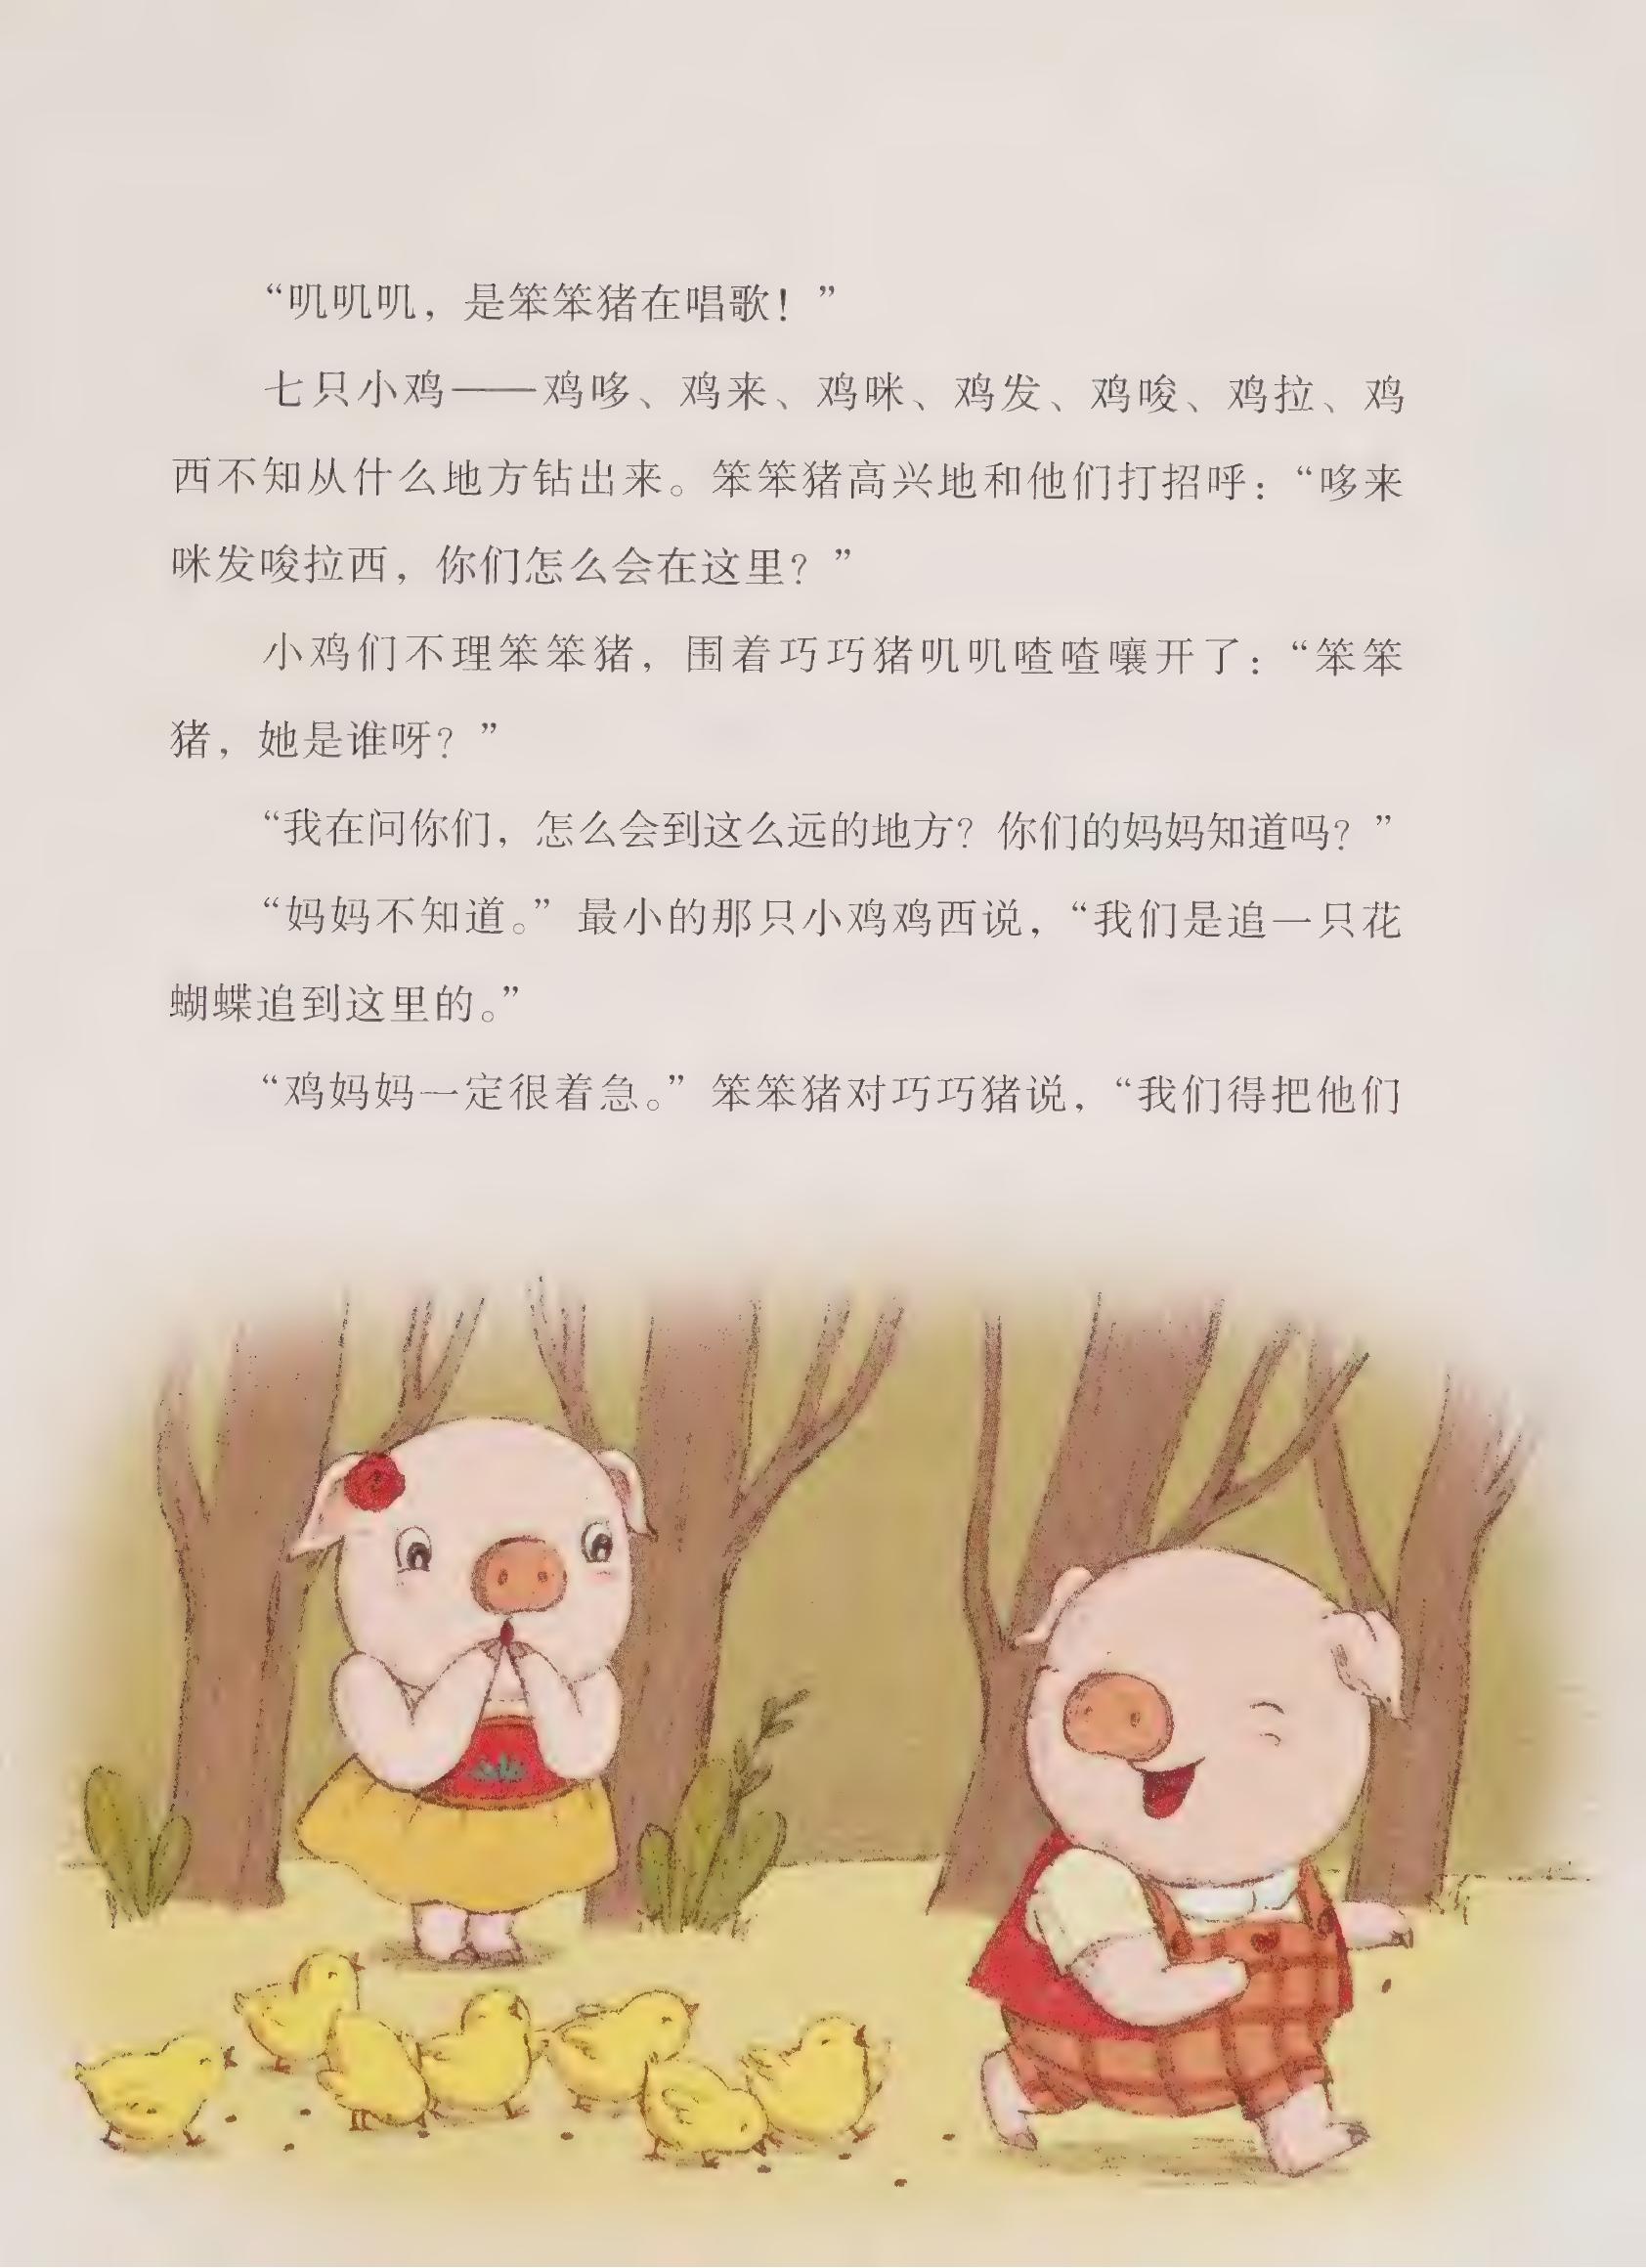 “叽叽叽，是笨笨猪在唱歌！”
七只小鸡——鸡哆、鸡来、鸡咪、鸡发、鸡唆、鸡拉、鸡
西不知从什么地方钻出来。笨笨猪高兴地和他们打招呼：“哆来
咪发唆拉西，你们怎么会在这里？”
小鸡们不理笨笨猪，围着巧巧猪叽叽喳喳嚷开了：“笨笨
猪，她是谁呀？”
“我在问你们，怎么会到这么远的地方？你们的妈妈知道吗？”
“妈妈不知道。”最小的那只小鸡鸡西说，“我们是追一只花
蝴蝶追到这里的。”
“鸡妈妈一定很着急。”笨笨猪对巧巧猪说，“我们得把他们